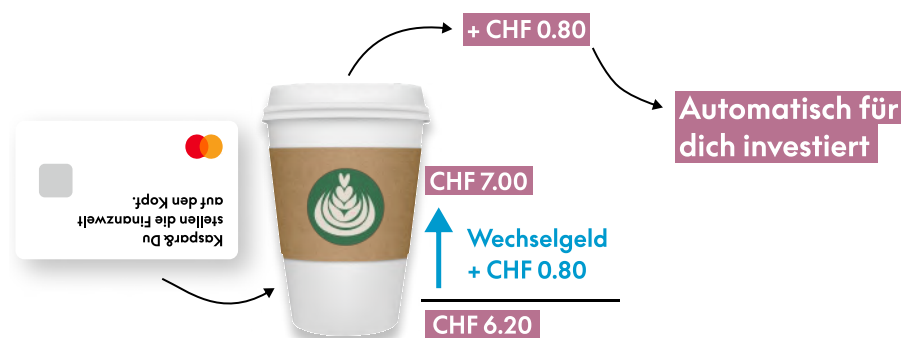 + CHF 0.80
Automatisch für
dich investiert
Kaspar& Du
stellen die Finanzwelt
auf den Kopf.
CHF 7.00
Wechselgeld
+ CHF 0.80
CHF 6.20